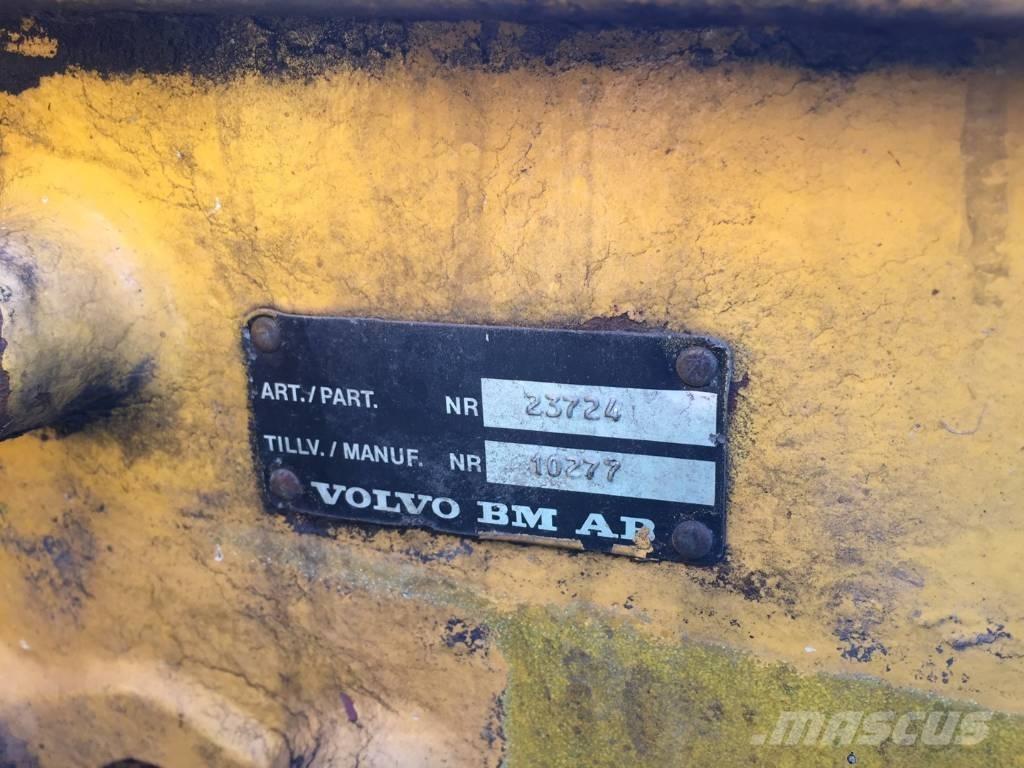 ART./PART. NR 23724
TILLV./MANUF. NR 10277
VOLVO BM AB
mascus